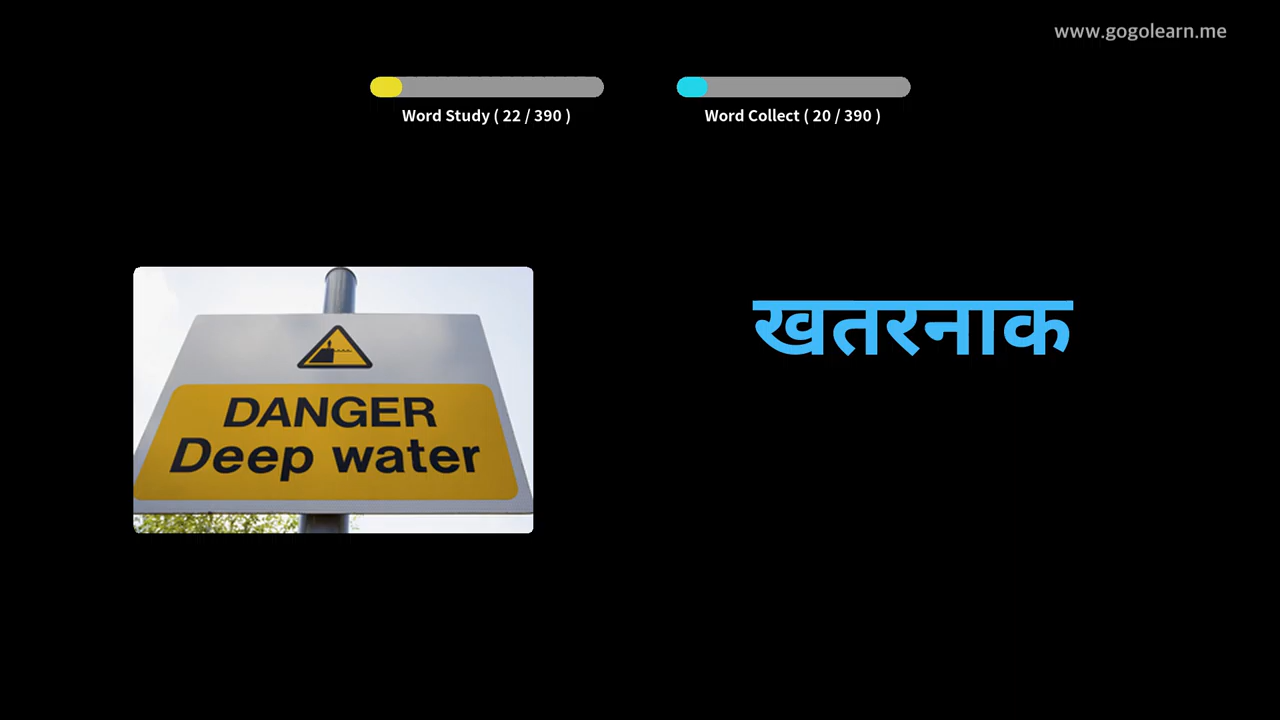 www.gogolearn.me
Word Study ( 22 / 390 )
Word Collect ( 20 / 390 )
DANGER
Deep water
खतरनाक